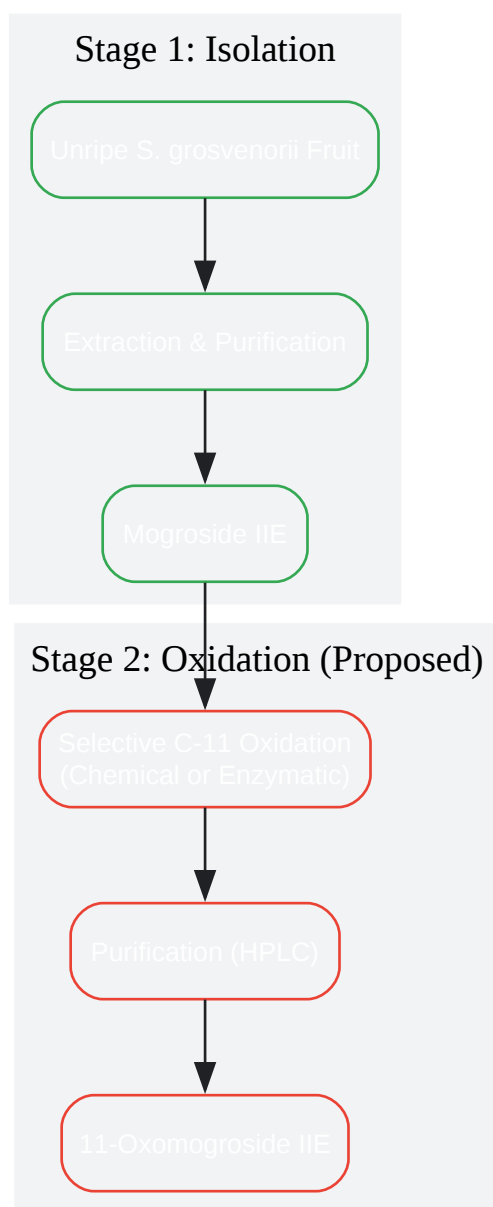 Stage 1: Isolation
Unripe S. grosvenorii Fruit
Extraction & Purification
Mogroside IIE
Stage 2: Oxidation (Proposed)
Selective C-11 Oxidation
(Chemical or Enzymatic)
Purification (HPLC)
11-Oxomogroside IIE